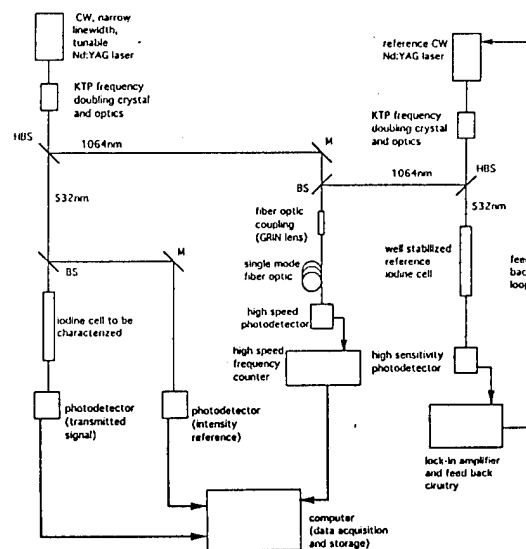 CW, narrow
linewidth,
tunable
Nd:YAG laser
KTP frequency
doubling crystal
and optics
HBS
1064nm
M
532nm
BS
M
iodine cell to be
characterized
photodetector
(transmitted
signal)
photodetector
(intensity
reference)
BS
1064nm
fiber optic
coupling
(GRIN lens)
single mode
fiber optic
high speed
photodetector
high speed
frequency
counter
computer
(data acquisition
and storage)
reference CW
Nd:YAG laser
KTP frequency
doubling crystal
and optics
HBS
532nm
well stabilized
reference
iodine cell
high sensitivity
photodetector
lock-in amplifier
and feed back
ciruitry
feed
back
loop